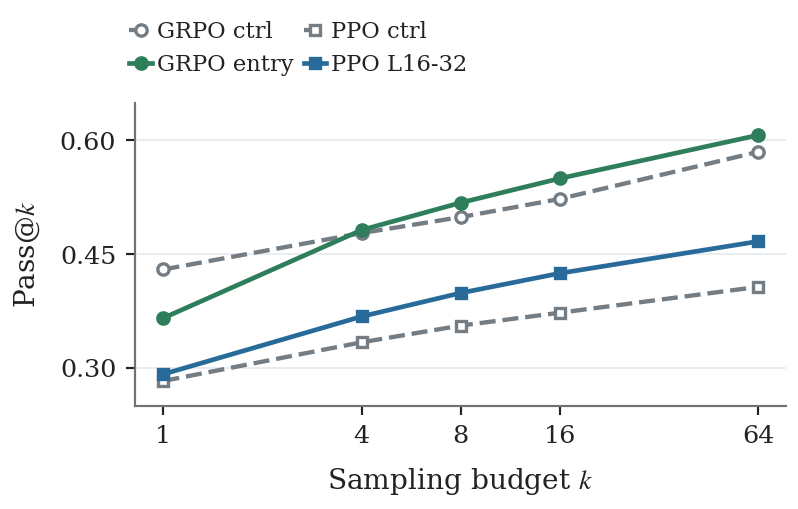 GRPO ctrl PPO ctrl
GRPO entry PPO L16-32
0.60
0.45
0.30
Pass@k
1 4 8 16 64
Sampling budget k